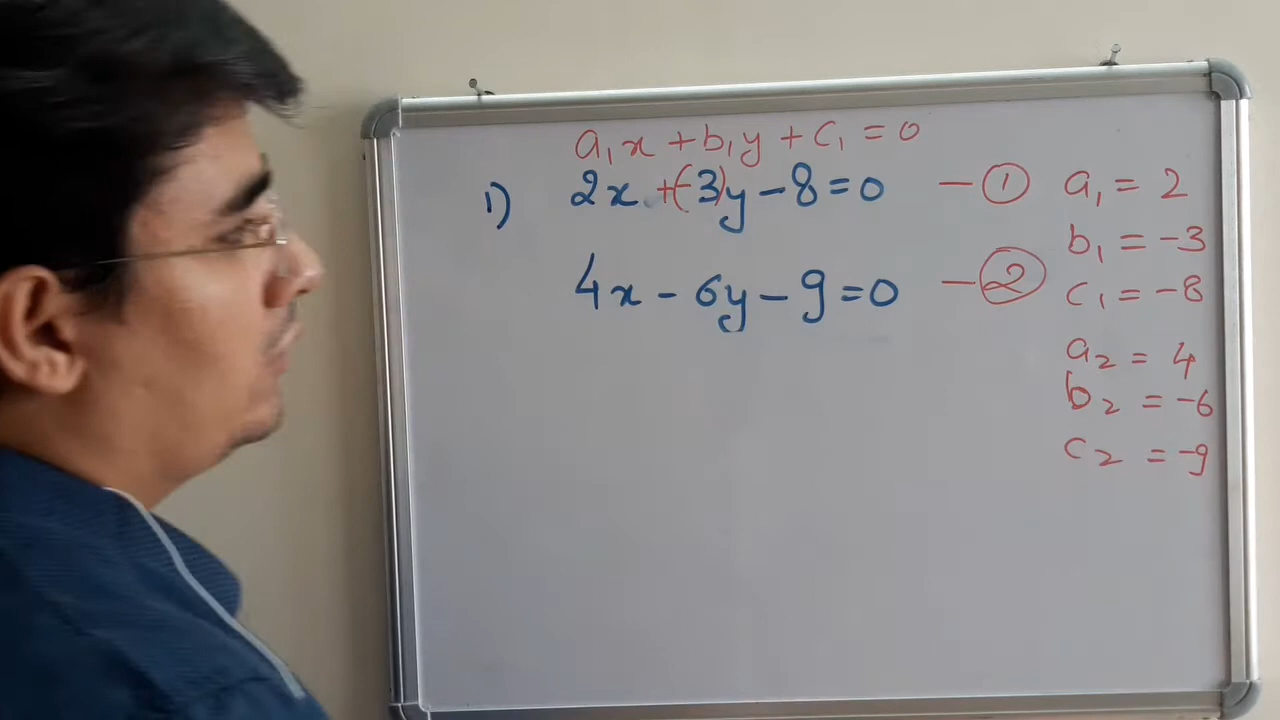 a₁x + b₁y + c₁ = 0
1) 2x +(-3)y - 8 = 0 - ①
4x - 6y - 9 = 0 - ②
a₁ = 2
b₁ = -3
c₁ = -8
a₂ = 4
b₂ = -6
c₂ = -9